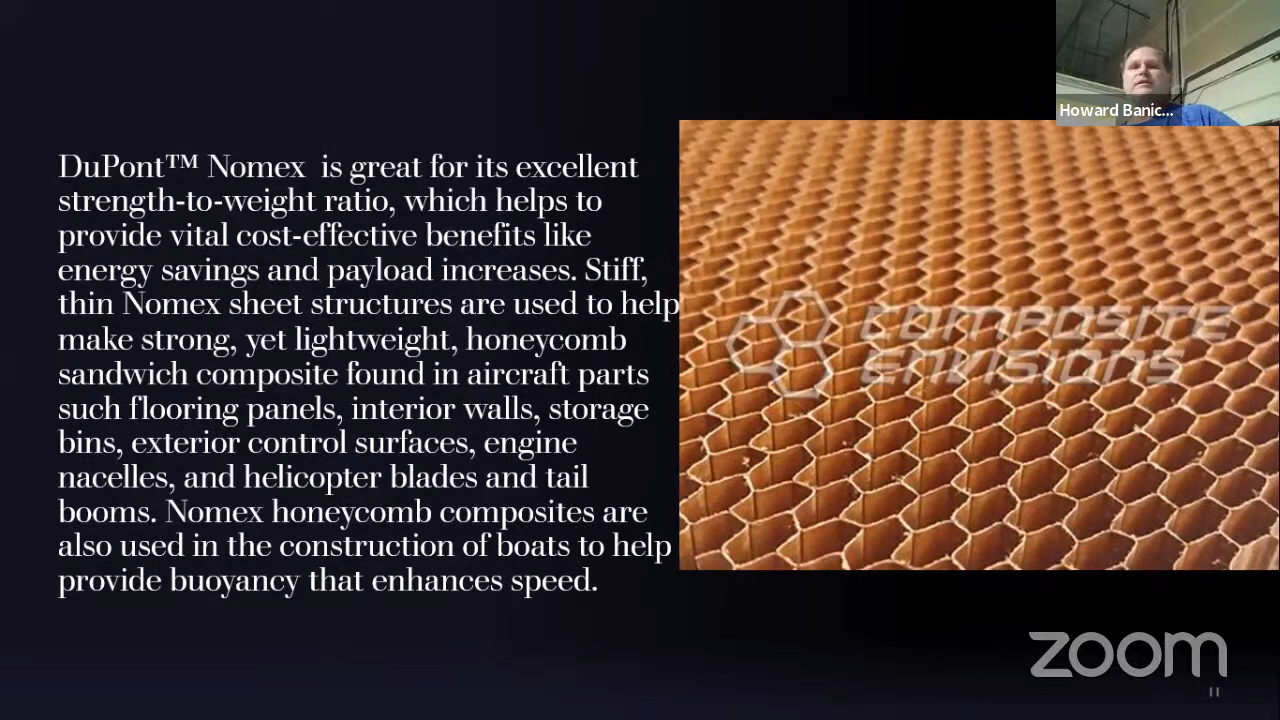 Howard Banic...
DuPont™ Nomex  is great for its excellent
strength-to-weight ratio, which helps to
provide vital cost-effective benefits like
energy savings and payload increases. Stiff,
thin Nomex sheet structures are used to help
make strong, yet lightweight, honeycomb
sandwich composite found in aircraft parts
such flooring panels, interior walls, storage
bins, exterior control surfaces, engine
nacelles, and helicopter blades and tail
booms. Nomex honeycomb composites are
also used in the construction of boats to help
provide buoyancy that enhances speed.
COMPOSITE
ENVISIONS
zoom
11